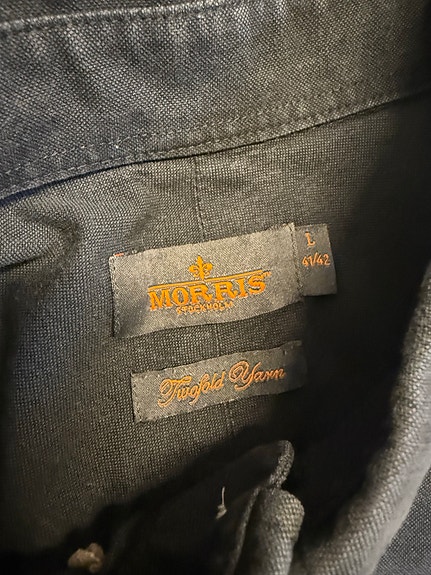 MORRIS
STOCKHOLM
L
41/42
Twofold Yarn